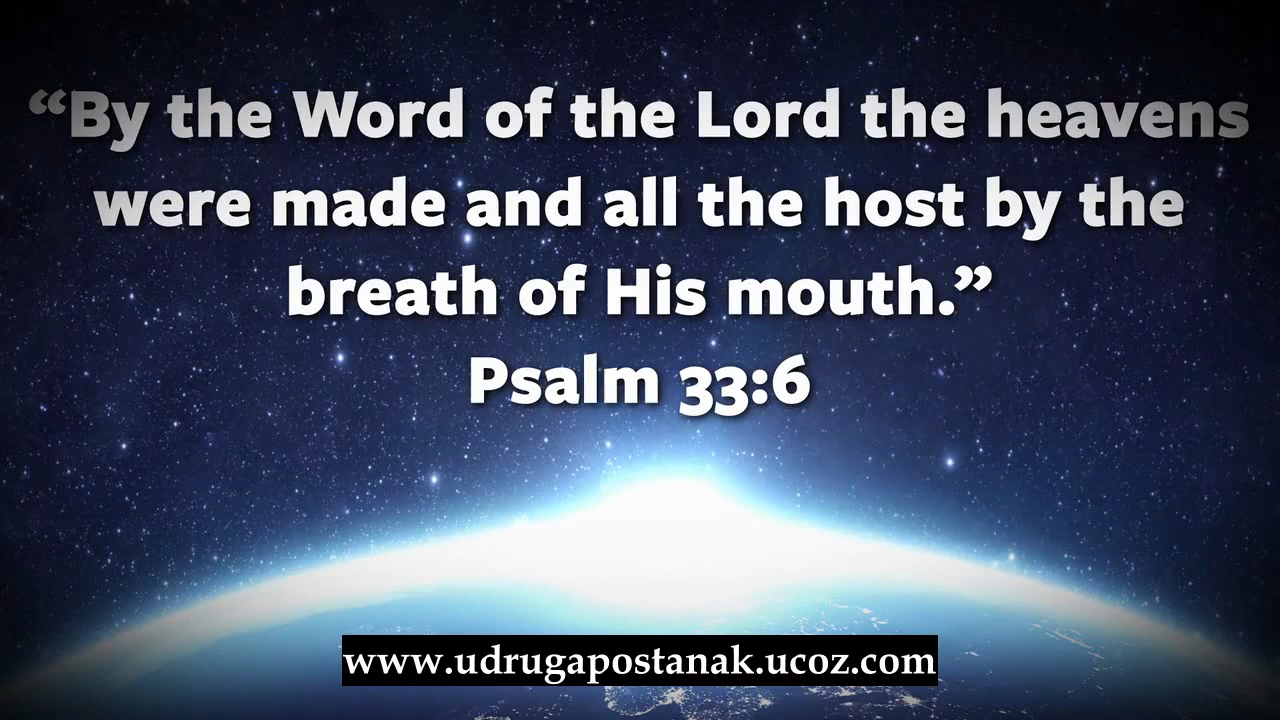 “By the Word of the Lord the heavens
were made and all the host by the
breath of His mouth.”
Psalm 33:6
www.udrugapostanak.ucoz.com